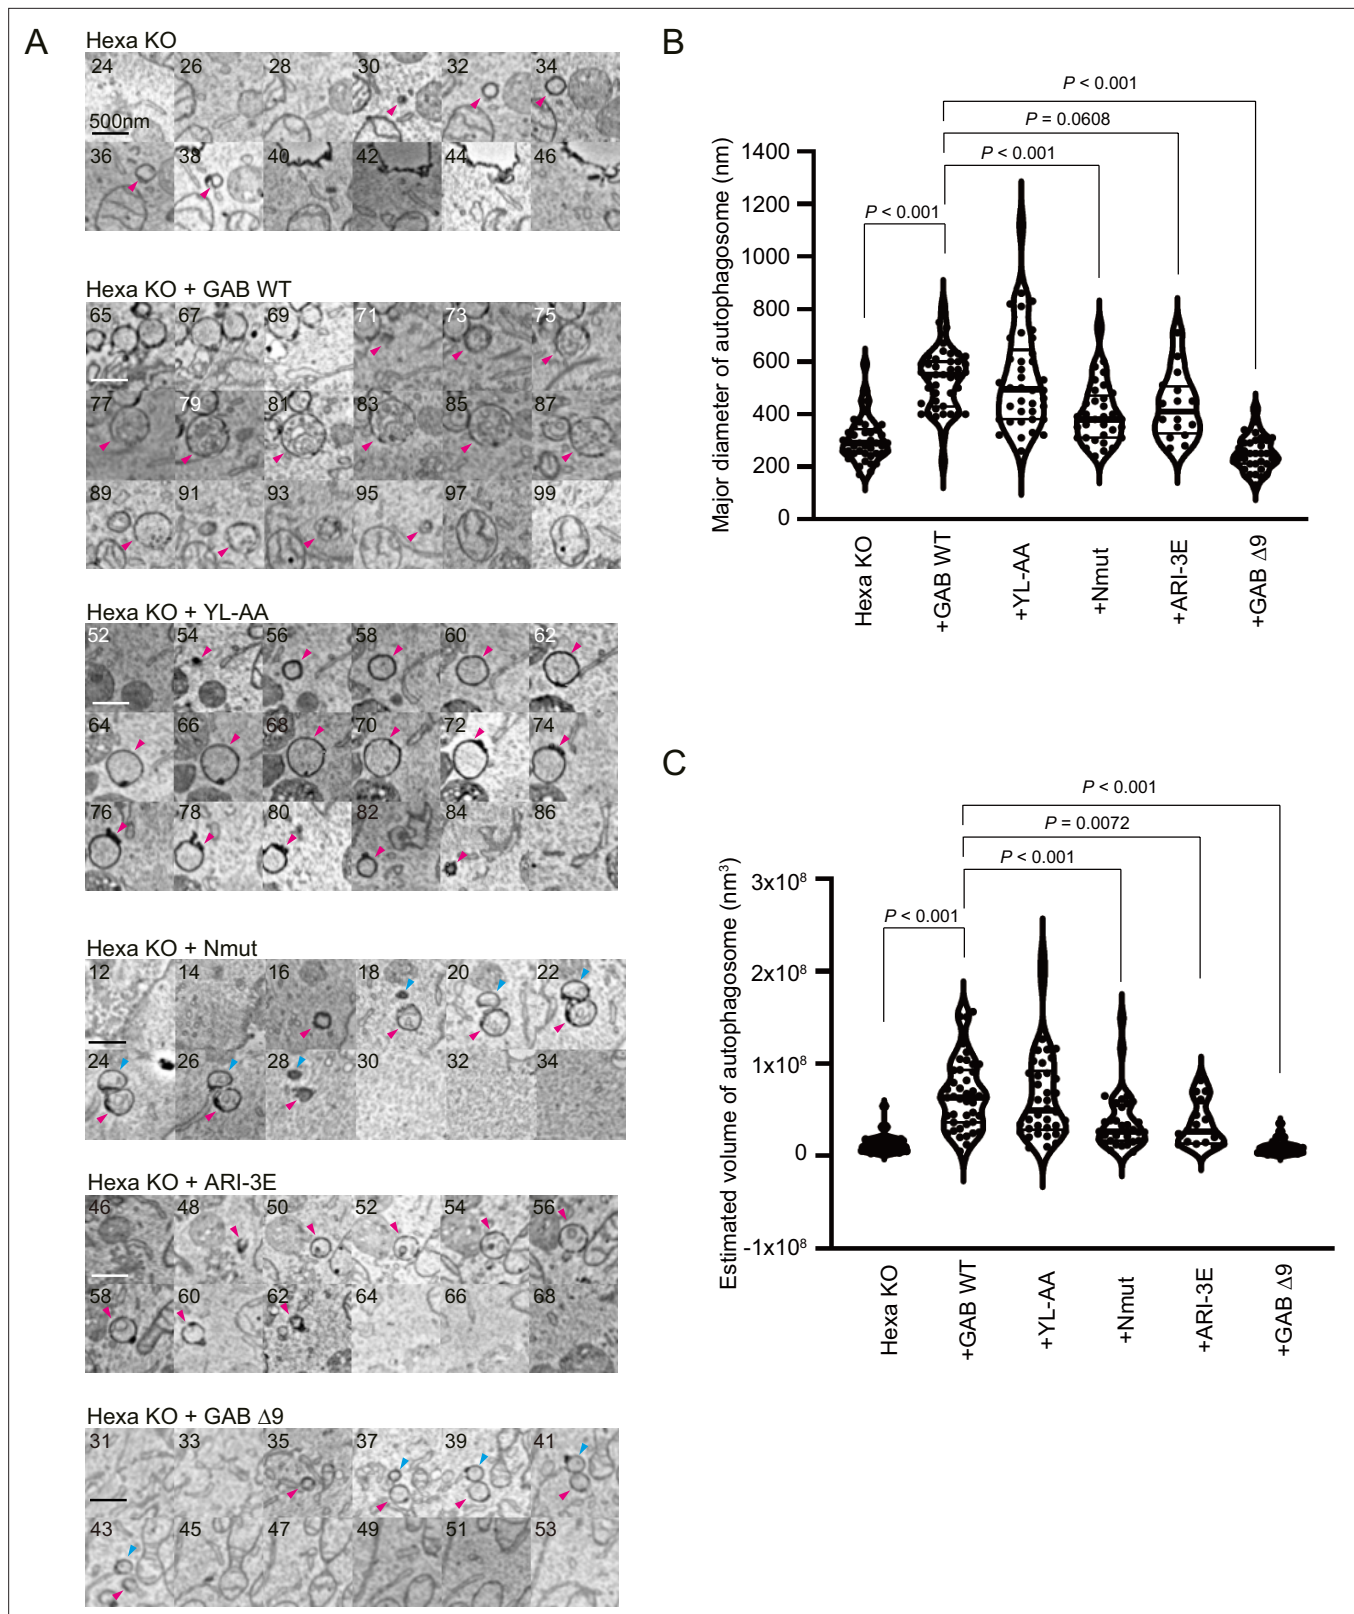 A
Hexa KO
24 26 28 30 32 34
500nm
36 38 40 42 44 46
Hexa KO + GAB WT
65 67 69 71 73 75
77 79 81 83 85 87
89 91 93 95 97 99
Hexa KO + YL-AA
52 54 56 58 60 62
64 66 68 70 72 74
76 78 80 82 84 86
Hexa KO + Nmut
12 14 16 18 20 22
24 26 28 30 32 34
Hexa KO + ARI-3E
46 48 50 52 54 56
58 60 62 64 66 68
Hexa KO + GAB Δ9
31 33 35 37 39 41
43 45 47 49 51 53
B
P < 0.001
P = 0.0608
P < 0.001
P < 0.001
Major diameter of autophagosome (nm)
1400
1200
1000
800
600
400
200
0
Hexa KO
+GAB WT
+YL-AA
+Nmut
+ARI-3E
+GAB Δ9
C
P < 0.001
P = 0.0072
P < 0.001
P < 0.001
Estimated volume of autophagosome (nm³)
3x10⁸
2x10⁸
1x10⁸
0
-1x10⁸
Hexa KO
+GAB WT
+YL-AA
+Nmut
+ARI-3E
+GAB Δ9